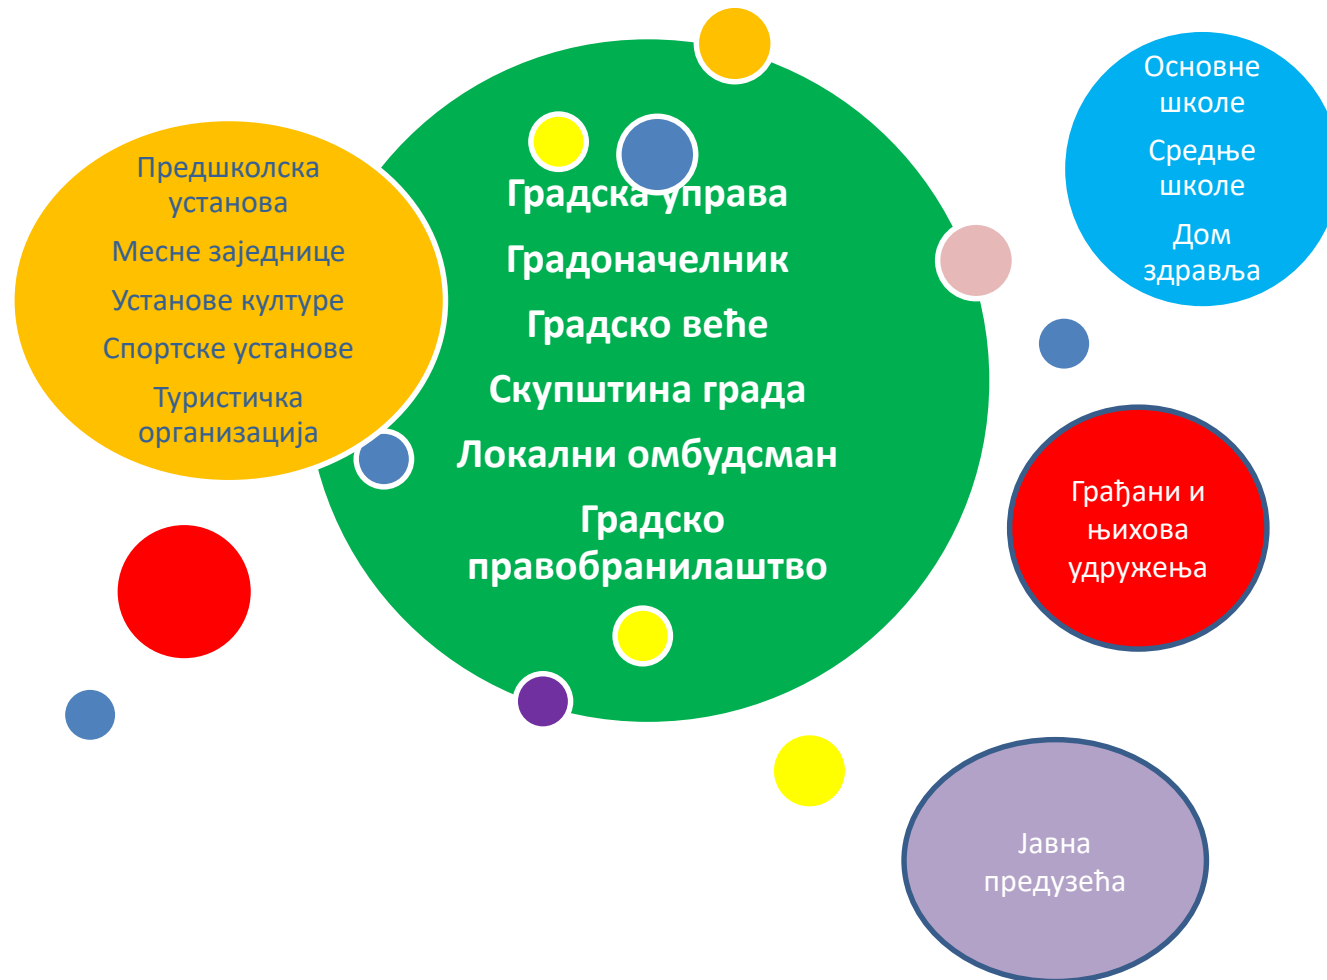 Предшколска
установа
Месне заједнице
Установе културе
Спортске установе
Туристичка
организација
Градска управа
Градоначелник
Градско веће
Скупштина града
Локални омбудсман
Градско
правобранилаштво
Основне
школе
Средње
школе
Дом
здравља
Грађани и
њихова
удружења
Јавна
предузећа